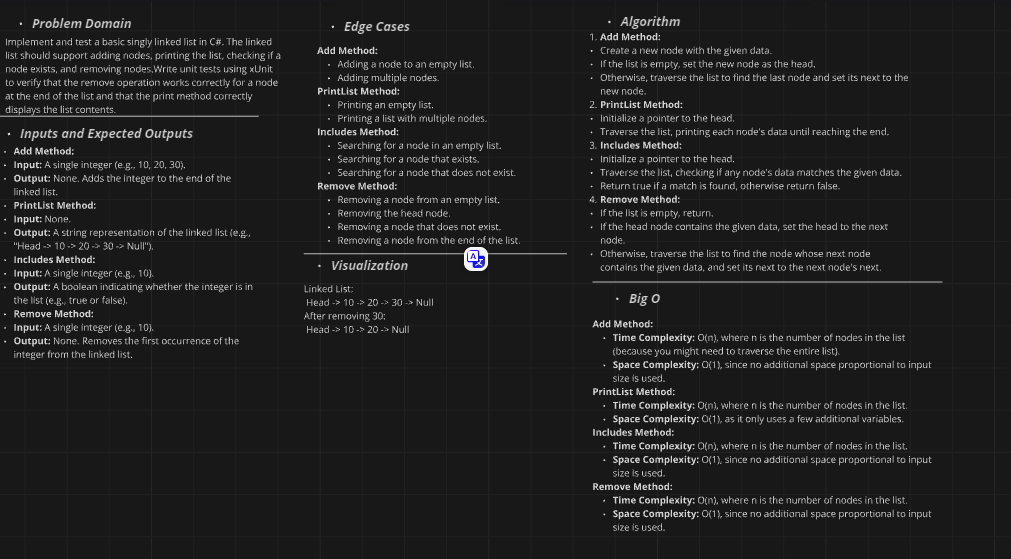 Problem Domain
Implement and test a basic singly linked list in C#. The linked
list should support adding nodes, printing the list, checking if a
node exists, and removing nodes.Write unit tests using xUnit
to verify that the remove operation works correctly for a node
at the end of the list and that the print method correctly
displays the list contents.
Inputs and Expected Outputs
• Add Method:
• Input: A single integer (e.g., 10, 20, 30).
• Output: None. Adds the integer to the end of the
linked list.
• PrintList Method:
• Input: None.
• Output: A string representation of the linked list (e.g.,
"Head -> 10 -> 20 -> 30 -> Null").
• Includes Method:
• Input: A single integer (e.g., 10).
• Output: A boolean indicating whether the integer is in
the list (e.g., true or false).
• Remove Method:
• Input: A single integer (e.g., 10).
• Output: None. Removes the first occurrence of the
integer from the linked list.
• Edge Cases
Add Method:
• Adding a node to an empty list.
• Adding multiple nodes.
PrintList Method:
• Printing an empty list.
• Printing a list with multiple nodes.
Includes Method:
• Searching for a node in an empty list.
• Searching for a node that exists.
• Searching for a node that does not exist.
Remove Method:
• Removing a node from an empty list.
• Removing the head node.
• Removing a node that does not exist.
• Removing a node from the end of the list.
• Visualization
Linked List:
Head -> 10 -> 20 -> 30 -> Null
After removing 30:
Head -> 10 -> 20 -> Null
• Algorithm
1. Add Method:
• Create a new node with the given data.
• If the list is empty, set the new node as the head.
• Otherwise, traverse the list to find the last node and set its next to the
new node.
2. PrintList Method:
• Initialize a pointer to the head.
• Traverse the list, printing each node's data until reaching the end.
3. Includes Method:
• Initialize a pointer to the head.
• Traverse the list, checking if any node's data matches the given data.
• Return true if a match is found, otherwise return false.
4. Remove Method:
• If the list is empty, return.
• If the head node contains the given data, set the head to the next
node.
• Otherwise, traverse the list to find the node whose next node
contains the given data, and set its next to the next node's next.
• Big O
Add Method:
• Time Complexity: O(n), where n is the number of nodes in the list
(because you might need to traverse the entire list).
• Space Complexity: O(1), since no additional space proportional to input
size is used.
PrintList Method:
• Time Complexity: O(n), where n is the number of nodes in the list.
• Space Complexity: O(1), as it only uses a few additional variables.
Includes Method:
• Time Complexity: O(n), where n is the number of nodes in the list.
• Space Complexity: O(1), since no additional space proportional to input
size is used.
Remove Method:
• Time Complexity: O(n), where n is the number of nodes in the list.
• Space Complexity: O(1), since no additional space proportional to input
size is used.